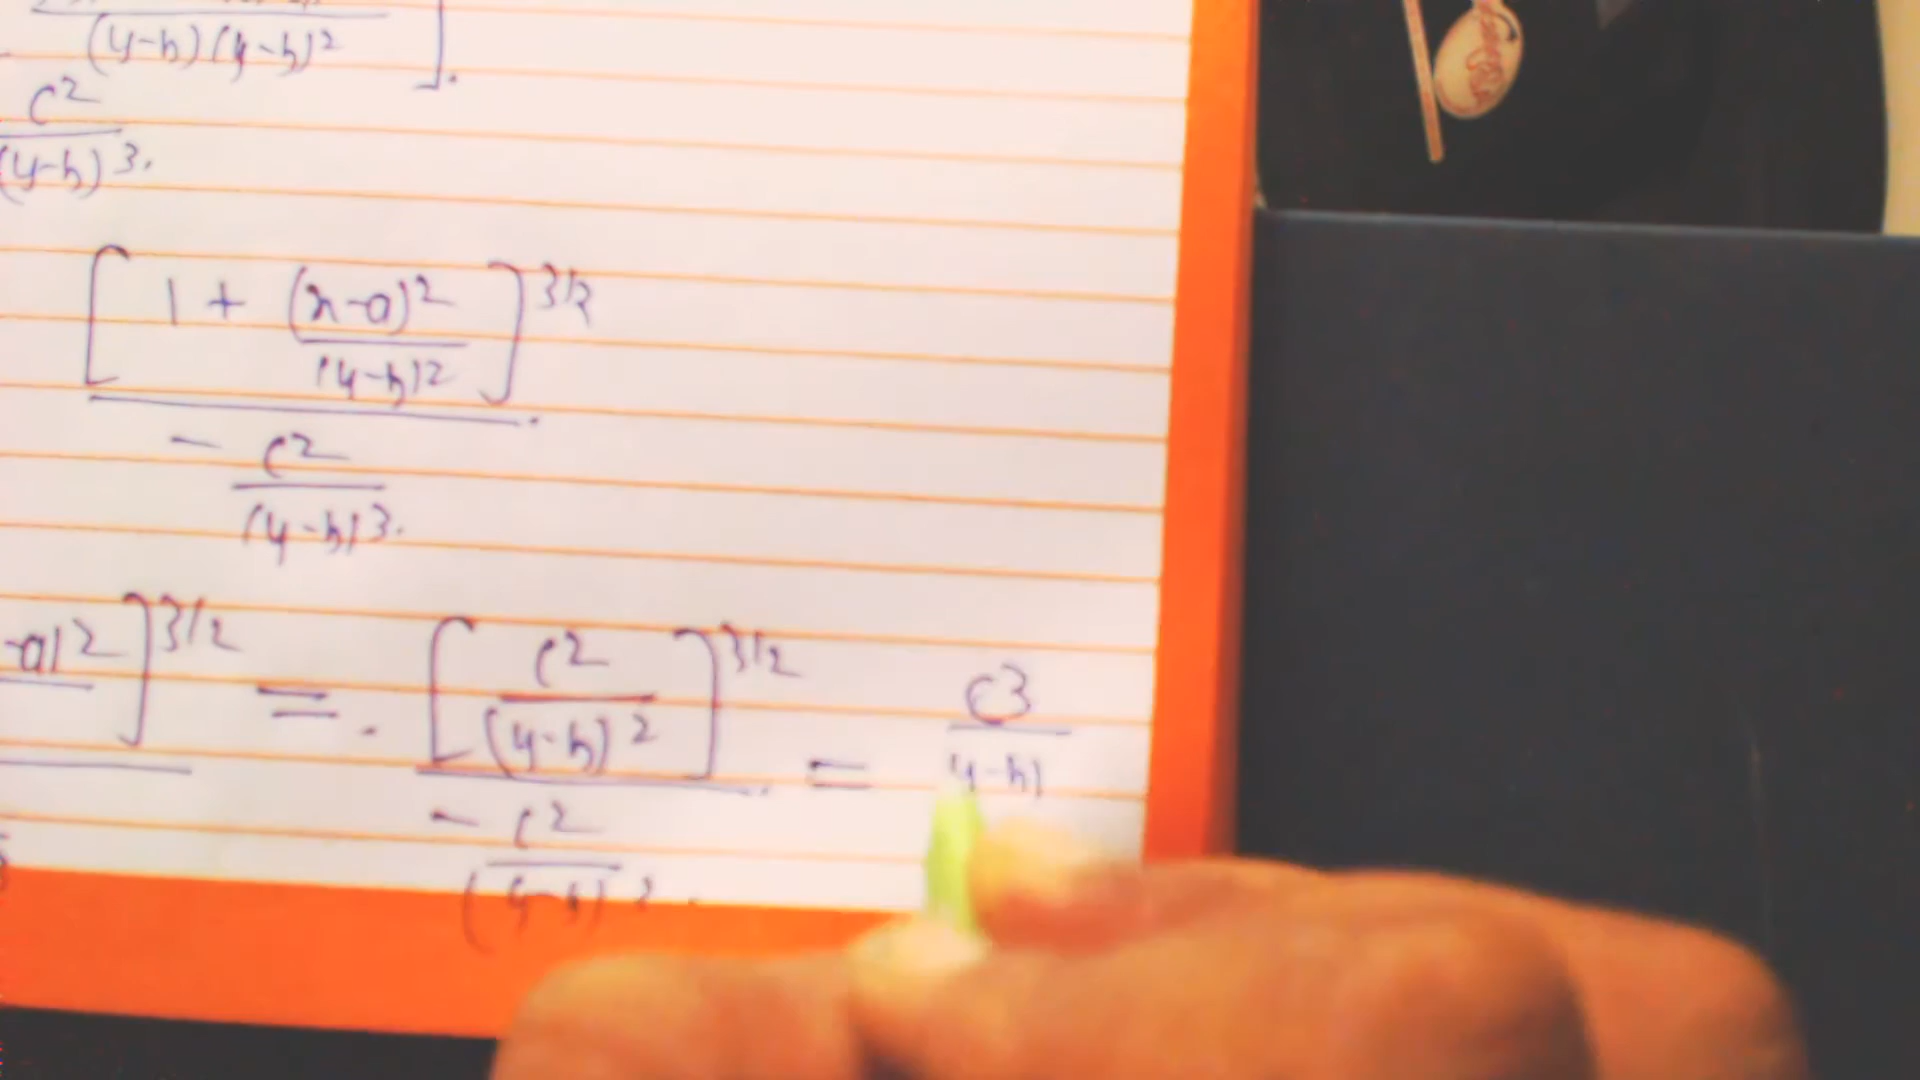 (y-b)(y-b)² ].
c²
(y-b)3.
[ 1 + (x-a)² / (y-b)2 ]3/2
- c²
(y-b)3.
-a)2 ]3/2 = . [ c² / (y-b)2 ]3/2 = c3 / (y-b)
- c²
(y-b)